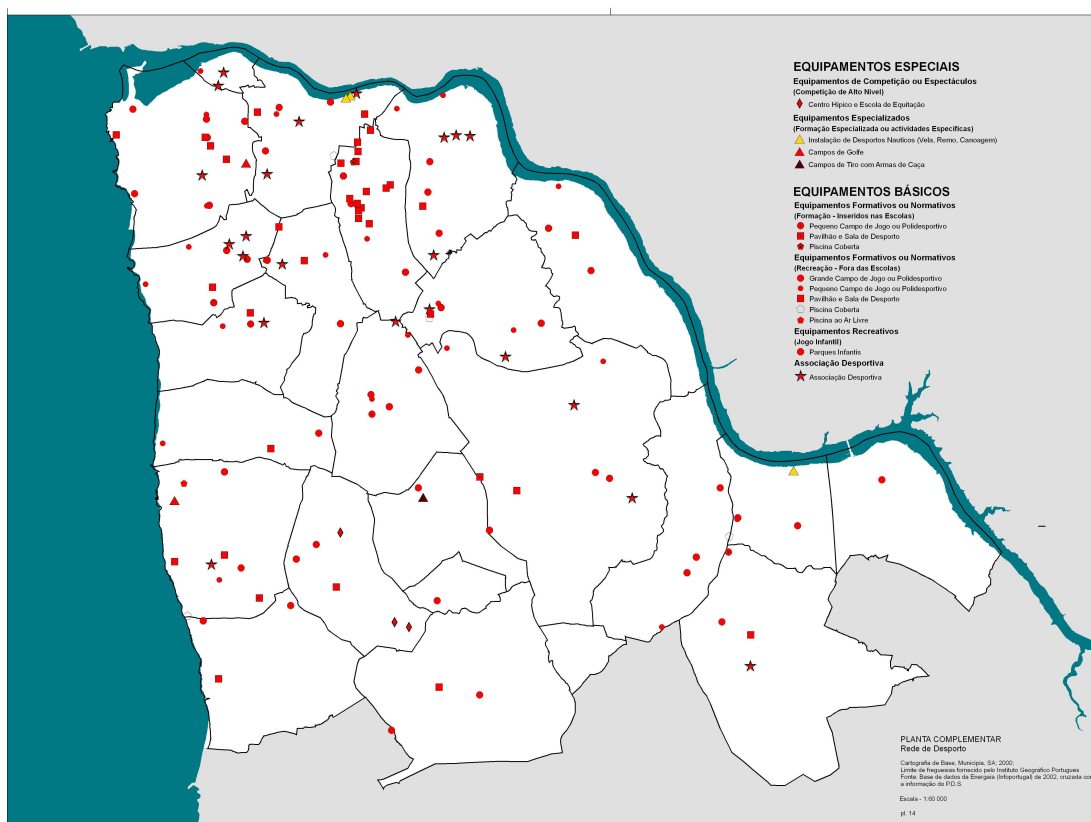 EQUIPAMENTOS ESPECIAIS
Equipamentos de Competição ou Espectáculos
(Competição de Alto Nivel)
Centro Hipico e Escola de Equitação
Equipamentos Especializados
(Formação Especializada ou actividades Específicas)
Instalação de Desportos Nauticos (Vela, Remo, Canoagem)
Campos de Golfe
Campos de Tiro com Armas de Caça
EQUIPAMENTOS BÁSICOS
Equipamentos Formativos ou Normativos
(Formação - Inseridos nas Escolas)
Pequeno Campo de Jogo ou Polidesportivo
Pavilhão e Sala de Desporto
Piscina Coberta
Equipamentos Formativos ou Normativos
(Recreação - Fora das Escolas)
Grande Campo de Jogo ou Polidesportivo
Pequeno Campo de Jogo ou Polidesportivo
Pavilhão e Sala de Desporto
Piscina Coberta
Piscina ao Ar Livre
Equipamentos Recreativos
(Jogo Infantil)
Parques Infantis
Associação Desportiva
Associação Desportiva
PLANTA COMPLEMENTAR
Rede de Desporto
Cartografia de Base, Municipia, SA; 2000;
Limite de freguesias fornecido pelo Instituto Geográfico Portugues
Fonte: Base de dados da Energaia (Infoportugal) de 2002, cruzada co
a informação do P.D.S.
Escala - 1:60 000
pl. 14